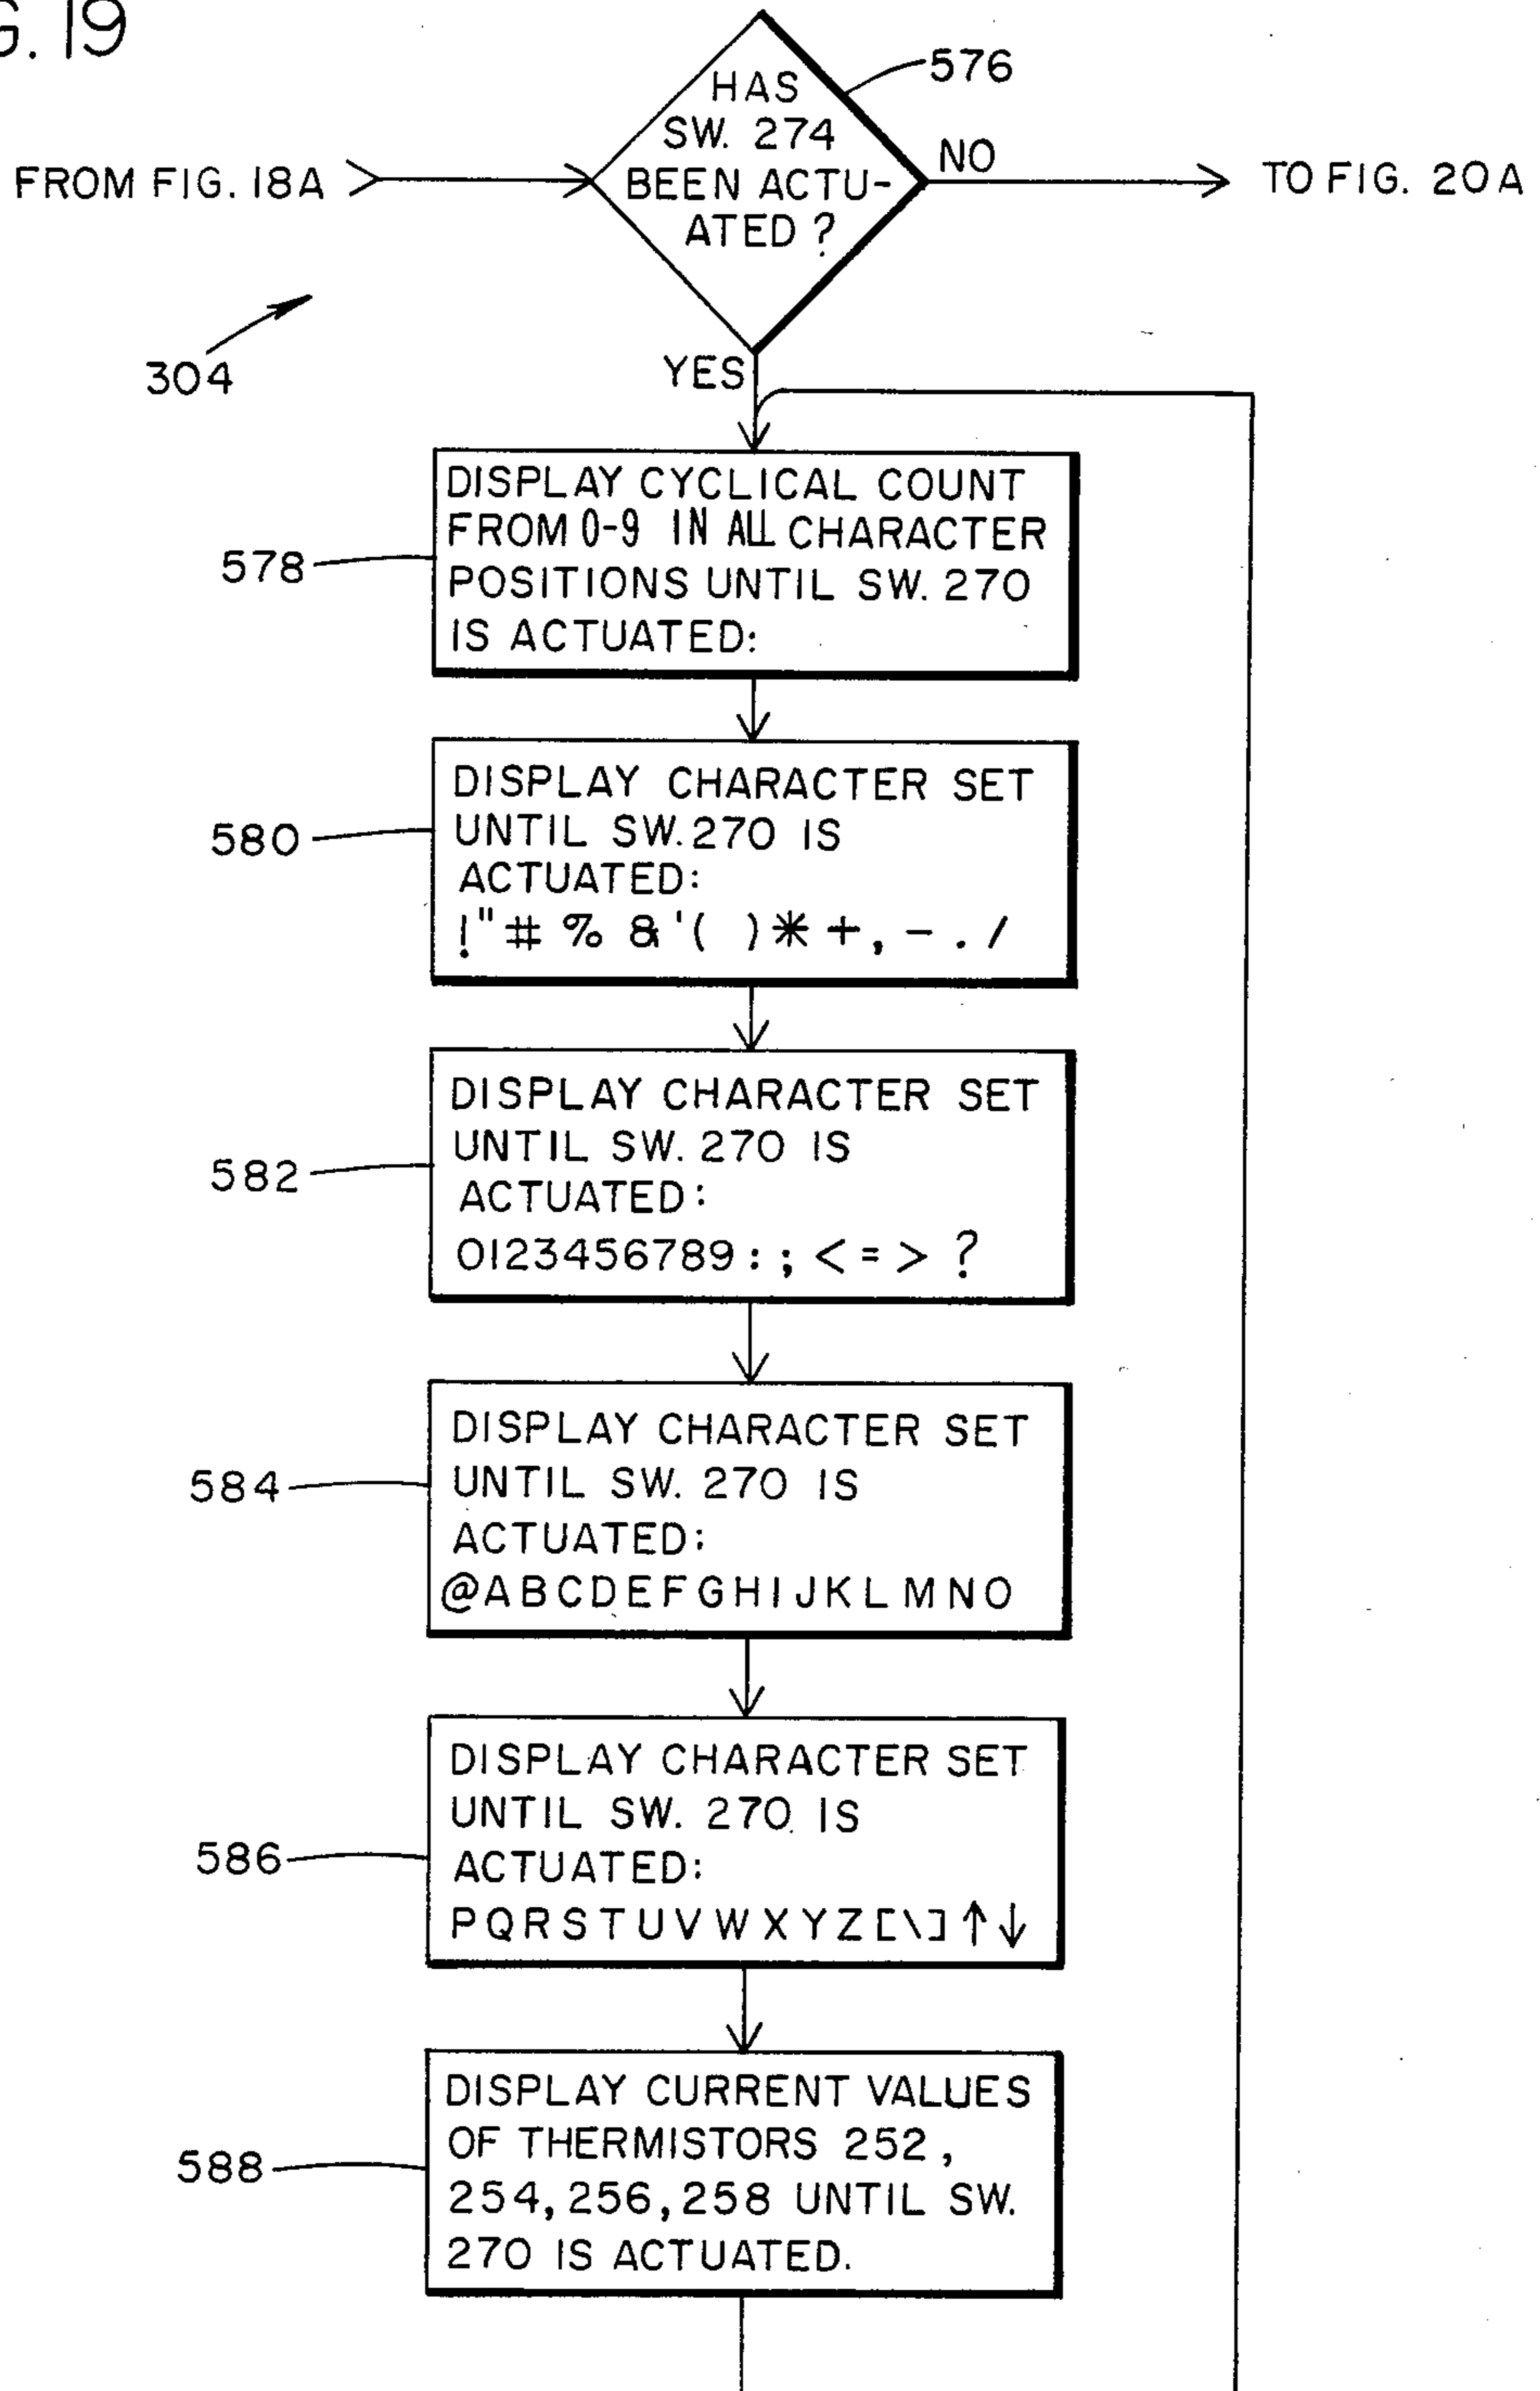 G. 19
576
HAS
SW. 274
BEEN ACTU-
ATED ?
NO
FROM FIG. 18A
TO FIG. 20A
304
YES
578
DISPLAY CYCLICAL COUNT
FROM 0-9 IN ALL CHARACTER
POSITIONS UNTIL SW. 270
IS ACTUATED:
580
DISPLAY CHARACTER SET
UNTIL SW. 270 IS
ACTUATED:
!"# % &'( )* +, - . /
582
DISPLAY CHARACTER SET
UNTIL SW. 270 IS
ACTUATED:
0123456789 : ; < = > ?
584
DISPLAY CHARACTER SET
UNTIL SW. 270 IS
ACTUATED:
@ABCDEFGHIJKLMNO
586
DISPLAY CHARACTER SET
UNTIL SW. 270 IS
ACTUATED:
PQRSTUVWXYZ[\]↑↓
588
DISPLAY CURRENT VALUES
OF THERMISTORS 252,
254, 256, 258 UNTIL SW.
270 IS ACTUATED.